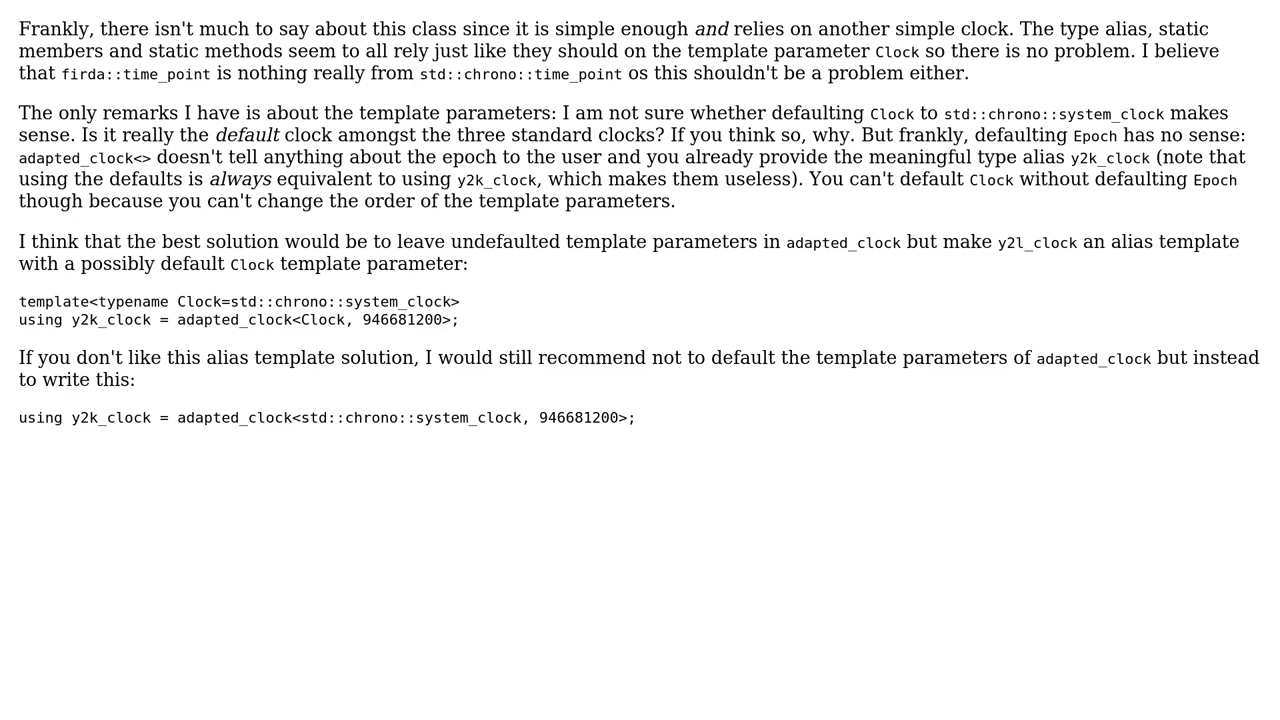 Frankly, there isn't much to say about this class since it is simple enough and relies on another simple clock. The type alias, static
members and static methods seem to all rely just like they should on the template parameter Clock so there is no problem. I believe
that firda::time_point is nothing really from std::chrono::time_point os this shouldn't be a problem either.
The only remarks I have is about the template parameters: I am not sure whether defaulting Clock to std::chrono::system_clock makes
sense. Is it really the default clock amongst the three standard clocks? If you think so, why. But frankly, defaulting Epoch has no sense:
adapted_clock<> doesn't tell anything about the epoch to the user and you already provide the meaningful type alias y2k_clock (note that
using the defaults is always equivalent to using y2k_clock, which makes them useless). You can't default Clock without defaulting Epoch
though because you can't change the order of the template parameters.
I think that the best solution would be to leave undefaulted template parameters in adapted_clock but make y2l_clock an alias template
with a possibly default Clock template parameter:
template<typename Clock=std::chrono::system_clock>
using y2k_clock = adapted_clock<Clock, 946681200>;
If you don't like this alias template solution, I would still recommend not to default the template parameters of adapted_clock but instead
to write this:
using y2k_clock = adapted_clock<std::chrono::system_clock, 946681200>;